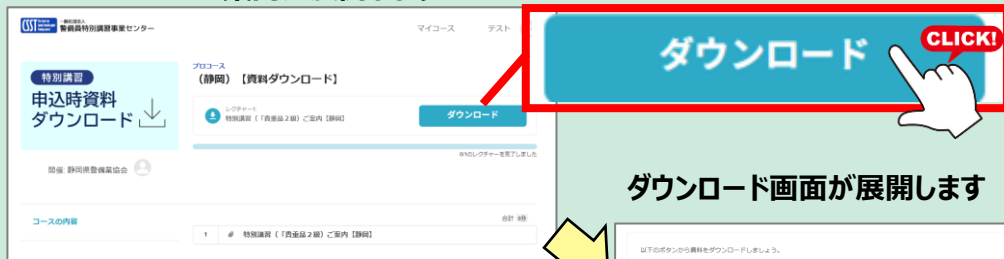 CSST
一般社団法人
警備員特別講習事業センター
マイコース
テスト
特別講習
申込時資料
ダウンロード
開催: 静岡県警備業協会
コースの内容
プロコース
（静岡）【資料ダウンロード】
レクチャー1:
特別講習（「貴重品２級）ご案内【静岡】
ダウンロード
のレクチャーを完了しました
合計
1
特別講習（「貴重品２級）ご案内【静岡】
ダウンロード
CLICK!
ダウンロード画面が展開します
以下のボタンから資料をダウンロードしましょう。